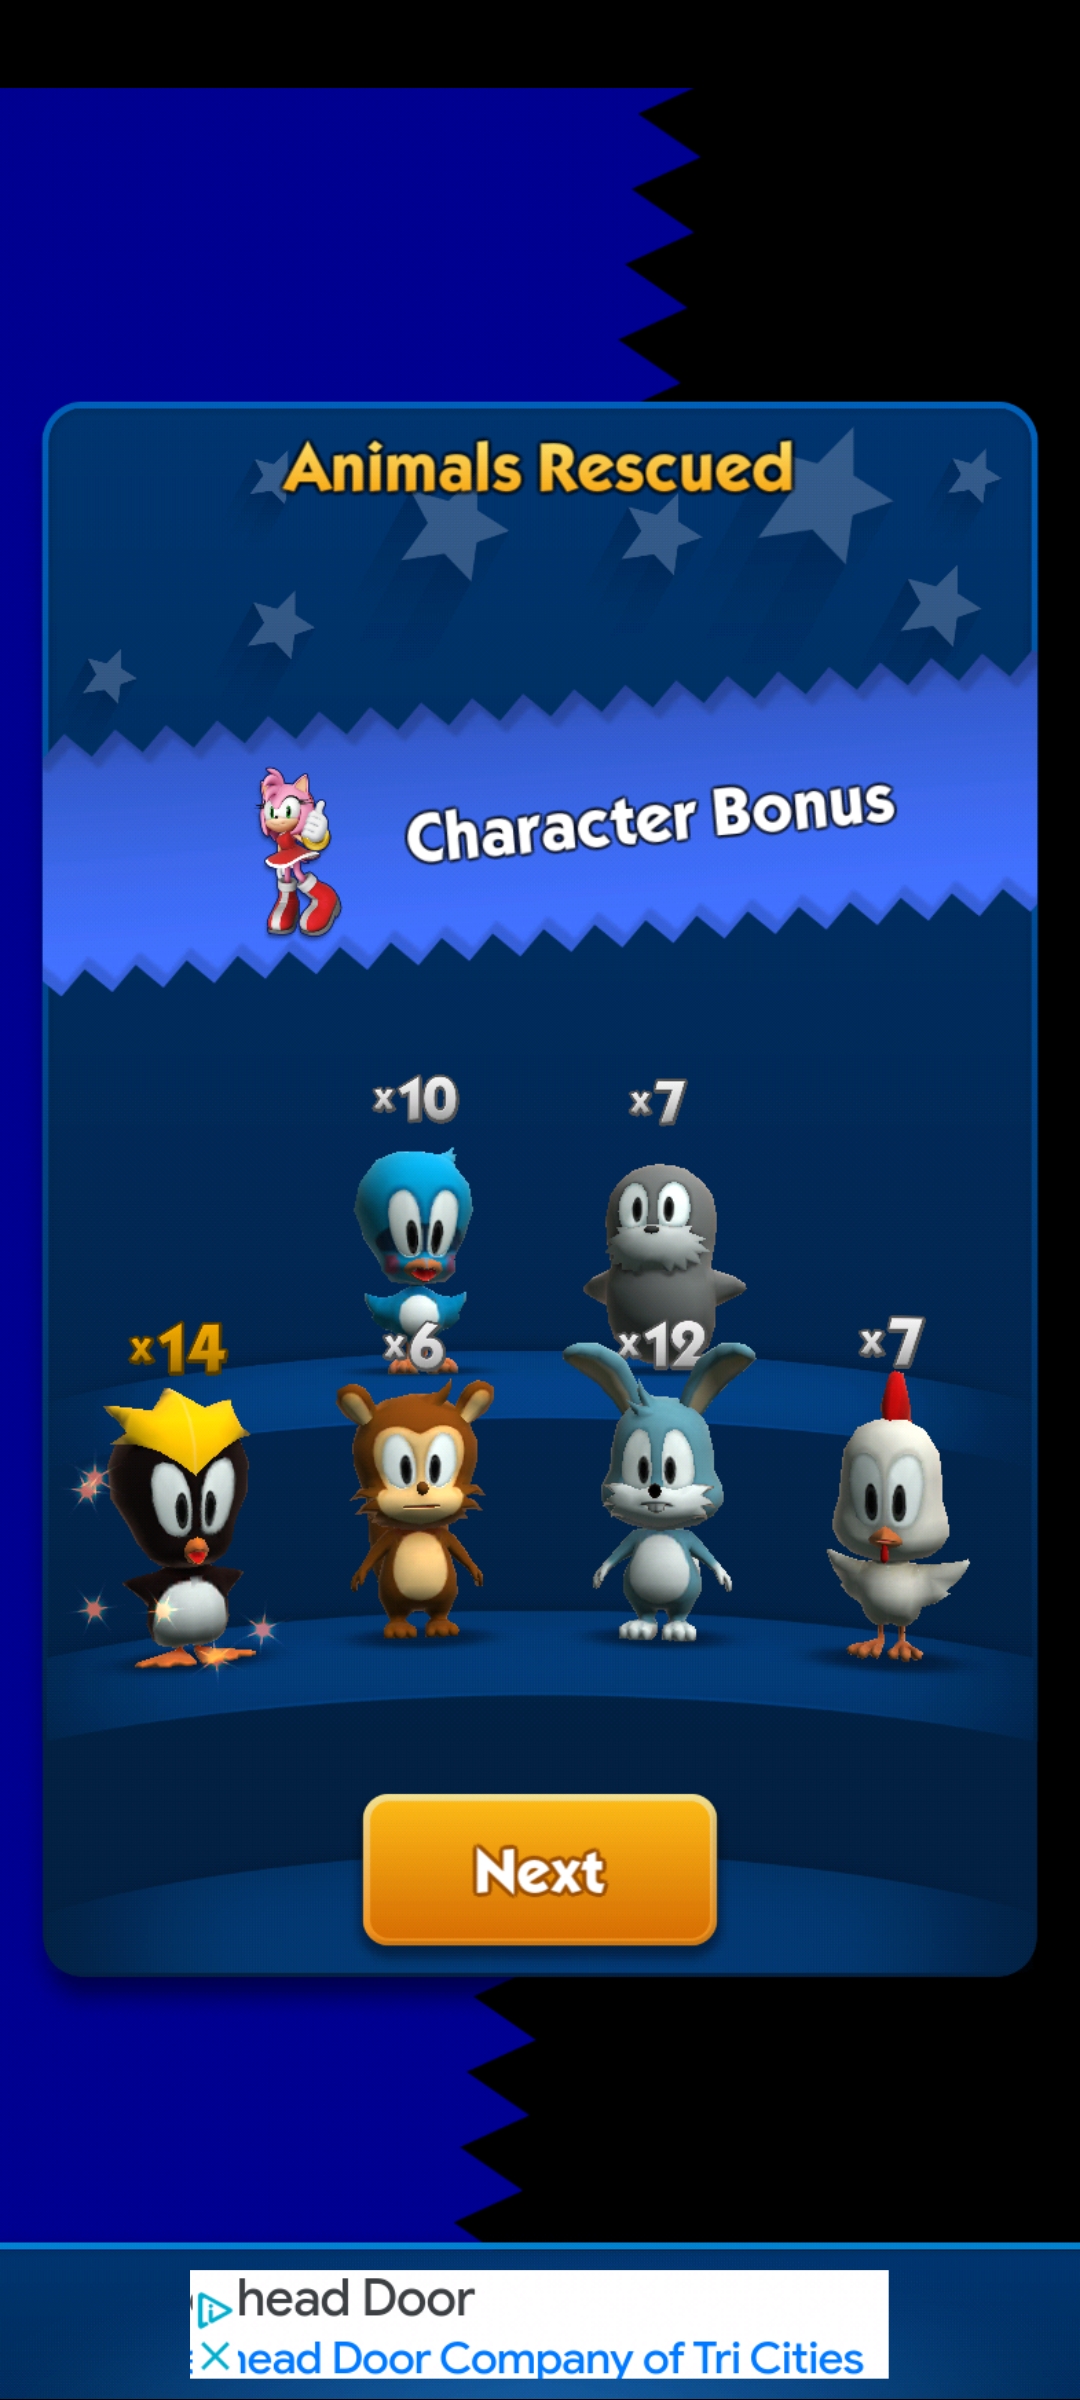 Animals Rescued
Character Bonus
x10
x7
x14
x6
x12
x7
Next
head Door
ead Door Company of Tri Cities